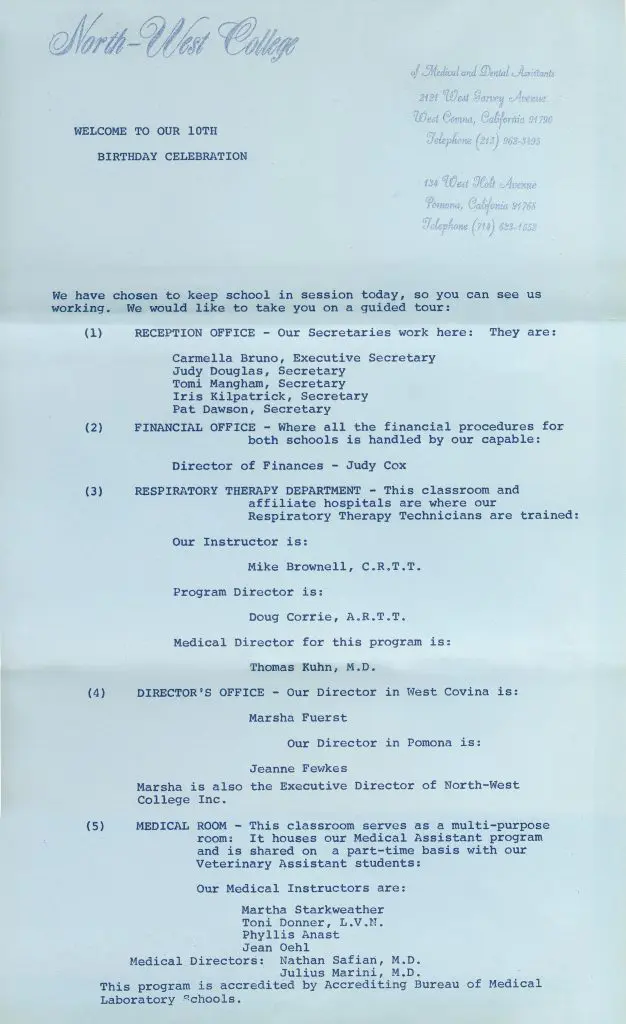 North-West College
of Medical and Dental Assistants
2121 West Garvey Avenue
West Covina, California 91790
Telephone (213)
134 West Holt Avenue
Pomona, California 91768
Telephone (714) 623-1552
WELCOME TO OUR 10TH
BIRTHDAY CELEBRATION
We have chosen to keep school in session today, so you can see us
working. We would like to take you on a guided tour:
(1) RECEPTION OFFICE - Our Secretaries work here: They are:
Carmella Bruno, Executive Secretary
Judy Douglas, Secretary
Tomi Mangham, Secretary
Iris Kilpatrick, Secretary
Pat Dawson, Secretary
(2) FINANCIAL OFFICE - Where all the financial procedures for
both schools is handled by our capable:
Director of Finances - Judy Cox
(3) RESPIRATORY THERAPY DEPARTMENT - This classroom and
affiliate hospitals are where our
Respiratory Therapy Technicians are trained:
Our Instructor is:
Mike Brownell, C.R.T.T.
Program Director is:
Doug Corrie, A.R.T.T.
Medical Director for this program is:
Thomas Kuhn, M.D.
(4) DIRECTOR'S OFFICE - Our Director in West Covina is:
Marsha Fuerst
Our Director in Pomona is:
Jeanne Fewkes
Marsha is also the Executive Director of North-West
College Inc.
(5) MEDICAL ROOM - This classroom serves as a multi-purpose
room: It houses our Medical Assistant program
and is shared on a part-time basis with our
Veterinary Assistant students:
Our Medical Instructors are:
Martha Starkweather
Toni Donner, L.V.N.
Phyllis Anast
Jean Oehl
Medical Directors: Nathan Safian, M.D.
Julius Marini, M.D.
This program is accredited by Accrediting Bureau of Medical
Laboratory Schools.